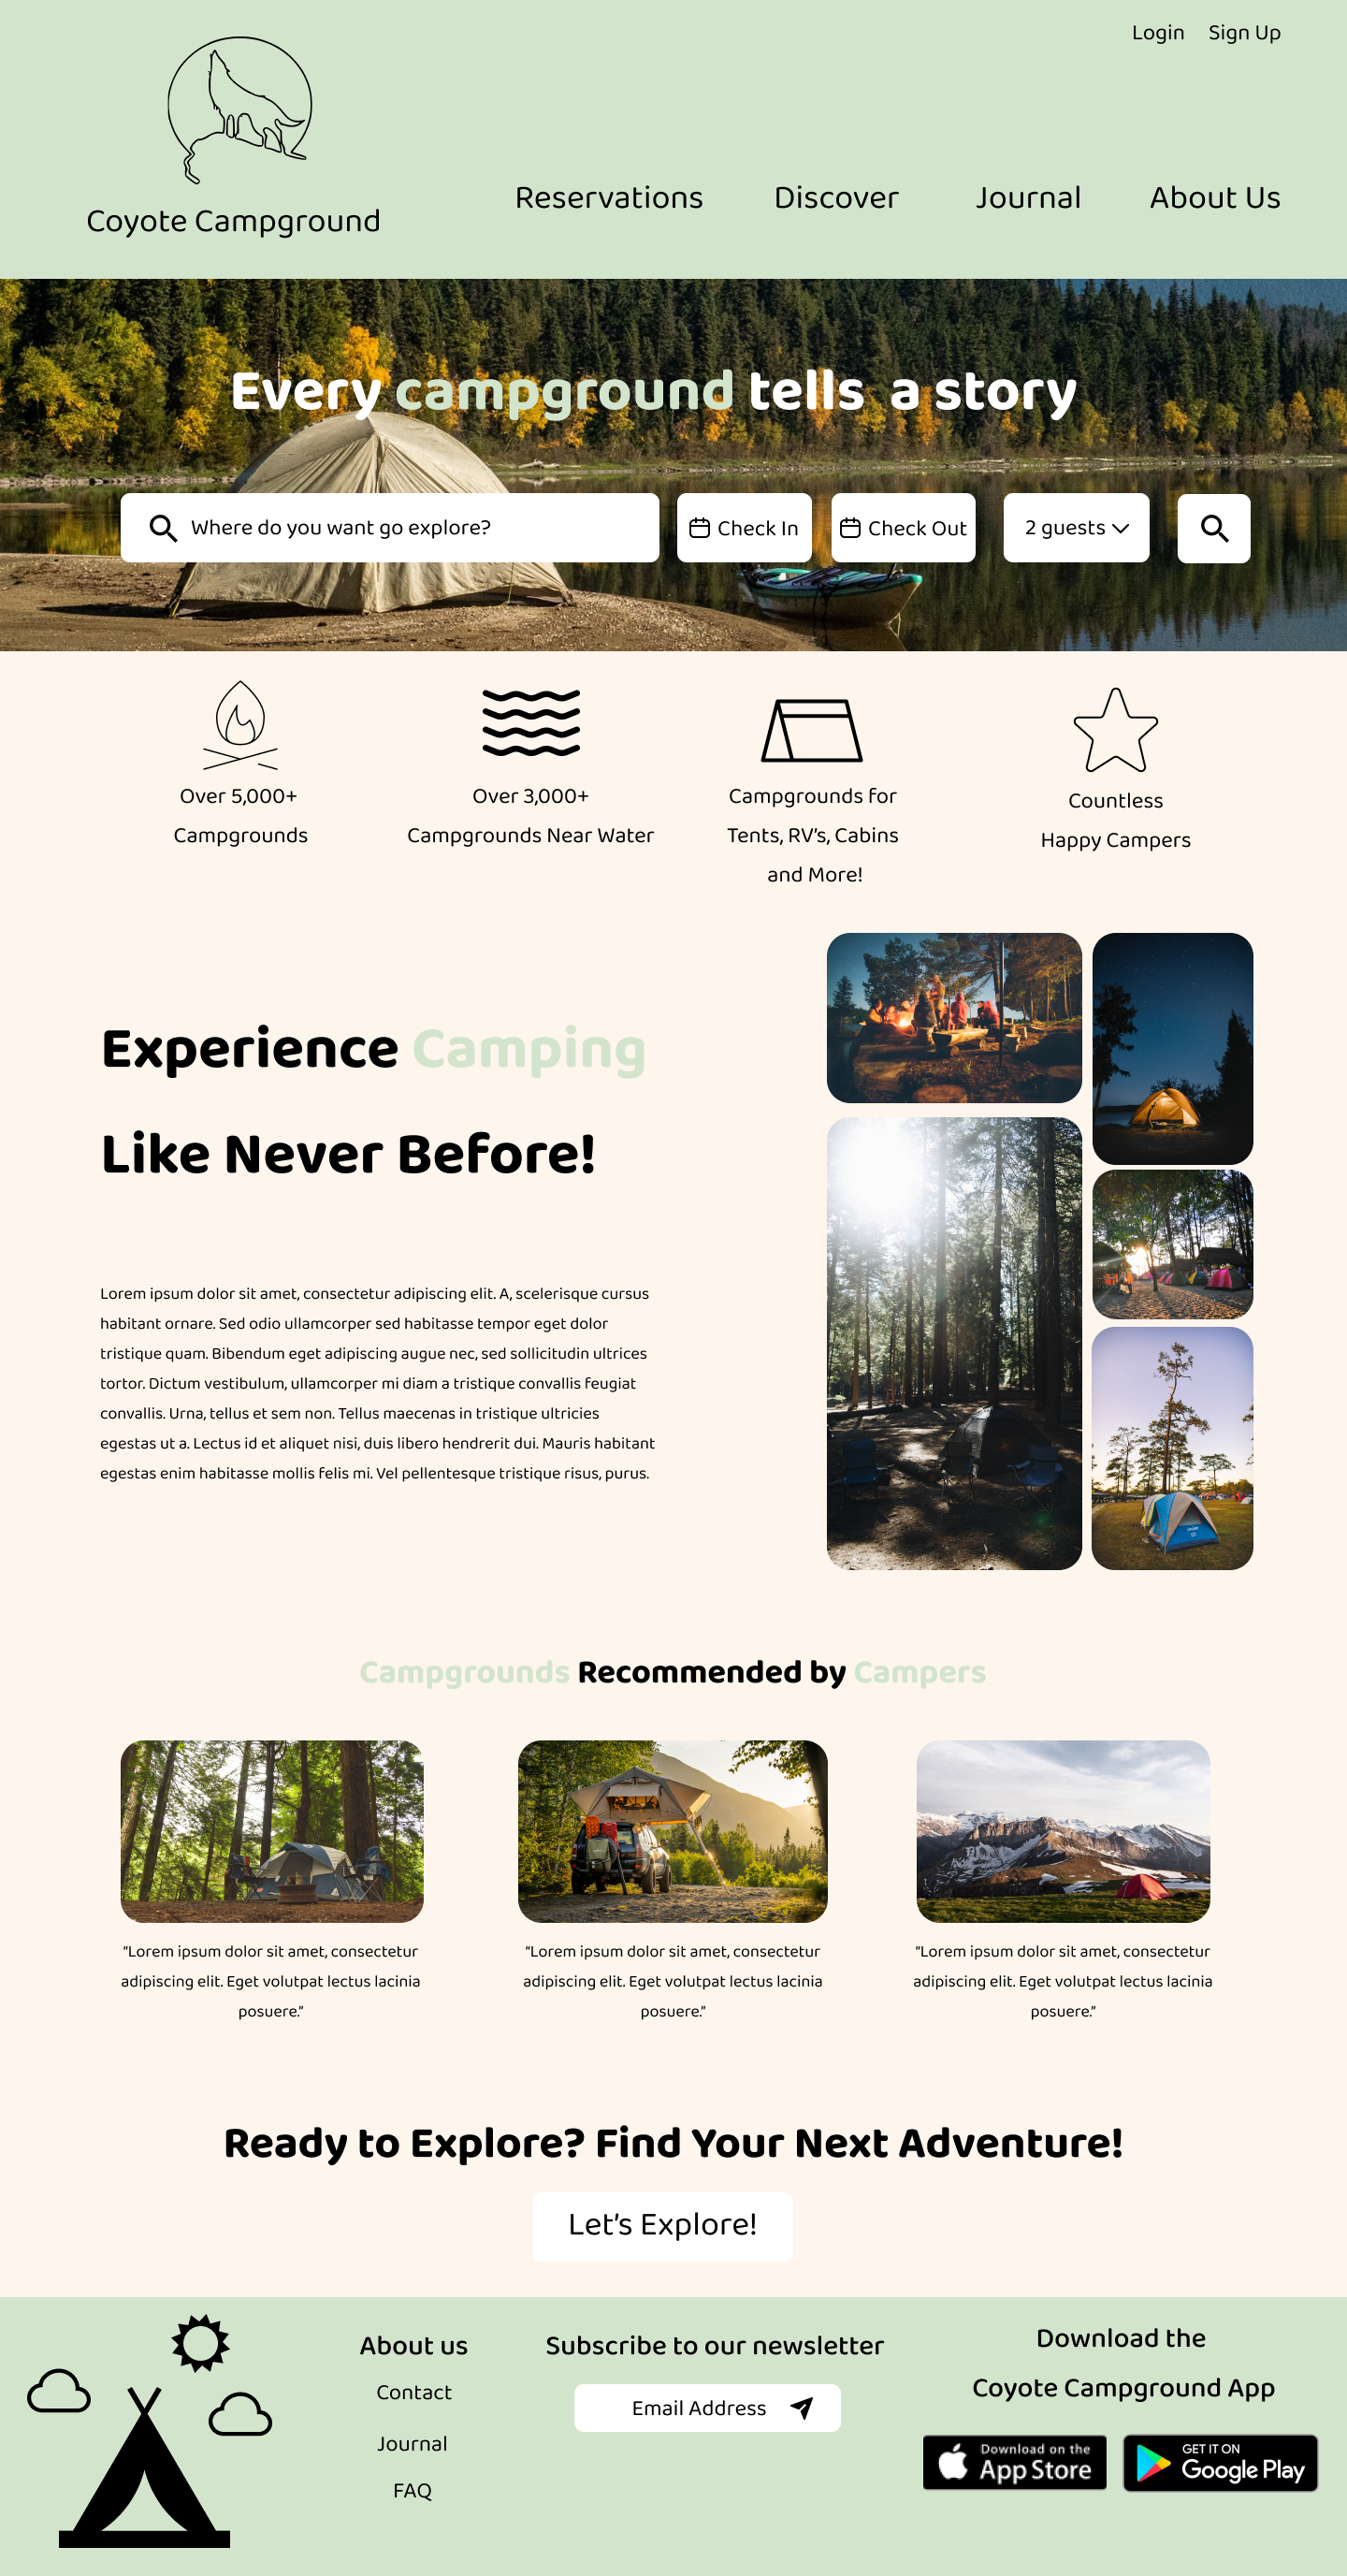 Login Sign Up
Coyote Campground
Reservations Discover Journal About Us
Every campground tells a story
Where do you want go explore?
Check In
Check Out
2 guests
Over 5,000+
Campgrounds
Over 3,000+
Campgrounds Near Water
Campgrounds for
Tents, RV's, Cabins
and More!
Countless
Happy Campers
Experience Camping
Like Never Before!
Lorem ipsum dolor sit amet, consectetur adipiscing elit. A, scelerisque cursus
habitant ornare. Sed odio ullamcorper sed habitasse tempor eget dolor
tristique quam. Bibendum eget adipiscing augue nec, sed sollicitudin ultrices
tortor. Dictum vestibulum, ullamcorper mi diam a tristique convallis feugiat
convallis. Urna, tellus et sem non. Tellus maecenas in tristique ultricies
egestas ut a. Lectus id et aliquet nisi, duis libero hendrerit dui. Mauris habitant
egestas enim habitasse mollis felis mi. Vel pellentesque tristique risus, purus.
Campgrounds Recommended by Campers
“Lorem ipsum dolor sit amet, consectetur
adipiscing elit. Eget volutpat lectus lacinia
posuere.”
“Lorem ipsum dolor sit amet, consectetur
adipiscing elit. Eget volutpat lectus lacinia
posuere.”
“Lorem ipsum dolor sit amet, consectetur
adipiscing elit. Eget volutpat lectus lacinia
posuere.”
Ready to Explore? Find Your Next Adventure!
Let's Explore!
About us
Contact
Journal
FAQ
Subscribe to our newsletter
Email Address
Download the
Coyote Campground App
Download on the
App Store
GET IT ON
Google Play